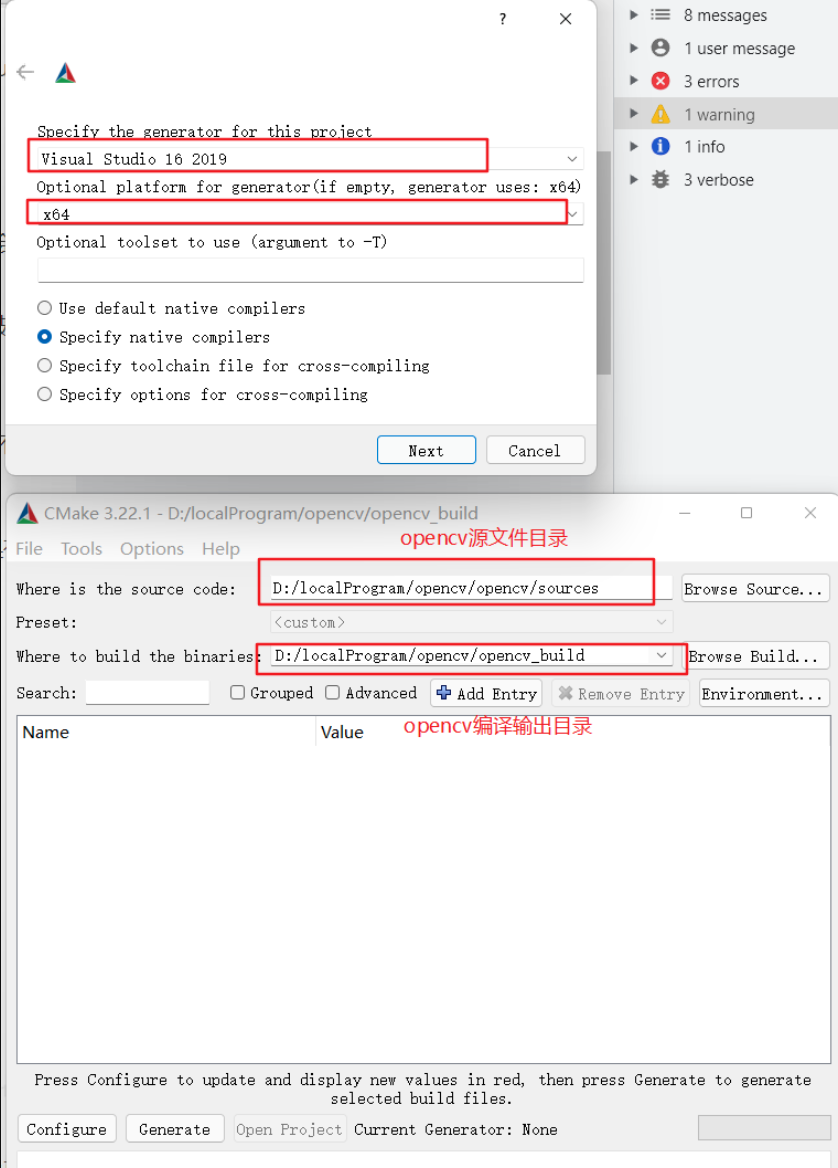 ?
8 messages
1 user message
3 errors
1 warning
1 info
3 verbose
Specify the generator for this project
Visual Studio 16 2019
Optional platform for generator(if empty, generator uses: x64)
x64
Optional toolset to use (argument to -T)
Use default native compilers
Specify native compilers
Specify toolchain file for cross-compiling
Specify options for cross-compiling
Next
Cancel
CMake 3.22.1 - D:/localProgram/opencv/opencv_build
opencv源文件目录
File Tools Options Help
Where is the source code: D:/localProgram/opencv/opencv/sources Browse Source...
Preset: <custom>
Where to build the binaries: D:/localProgram/opencv/opencv_build Browse Build...
Search: Grouped Advanced Add Entry Remove Entry Environment...
opencv编译输出目录
Name Value
Press Configure to update and display new values in red, then press Generate to generate
selected build files.
Configure Generate Open Project Current Generator: None